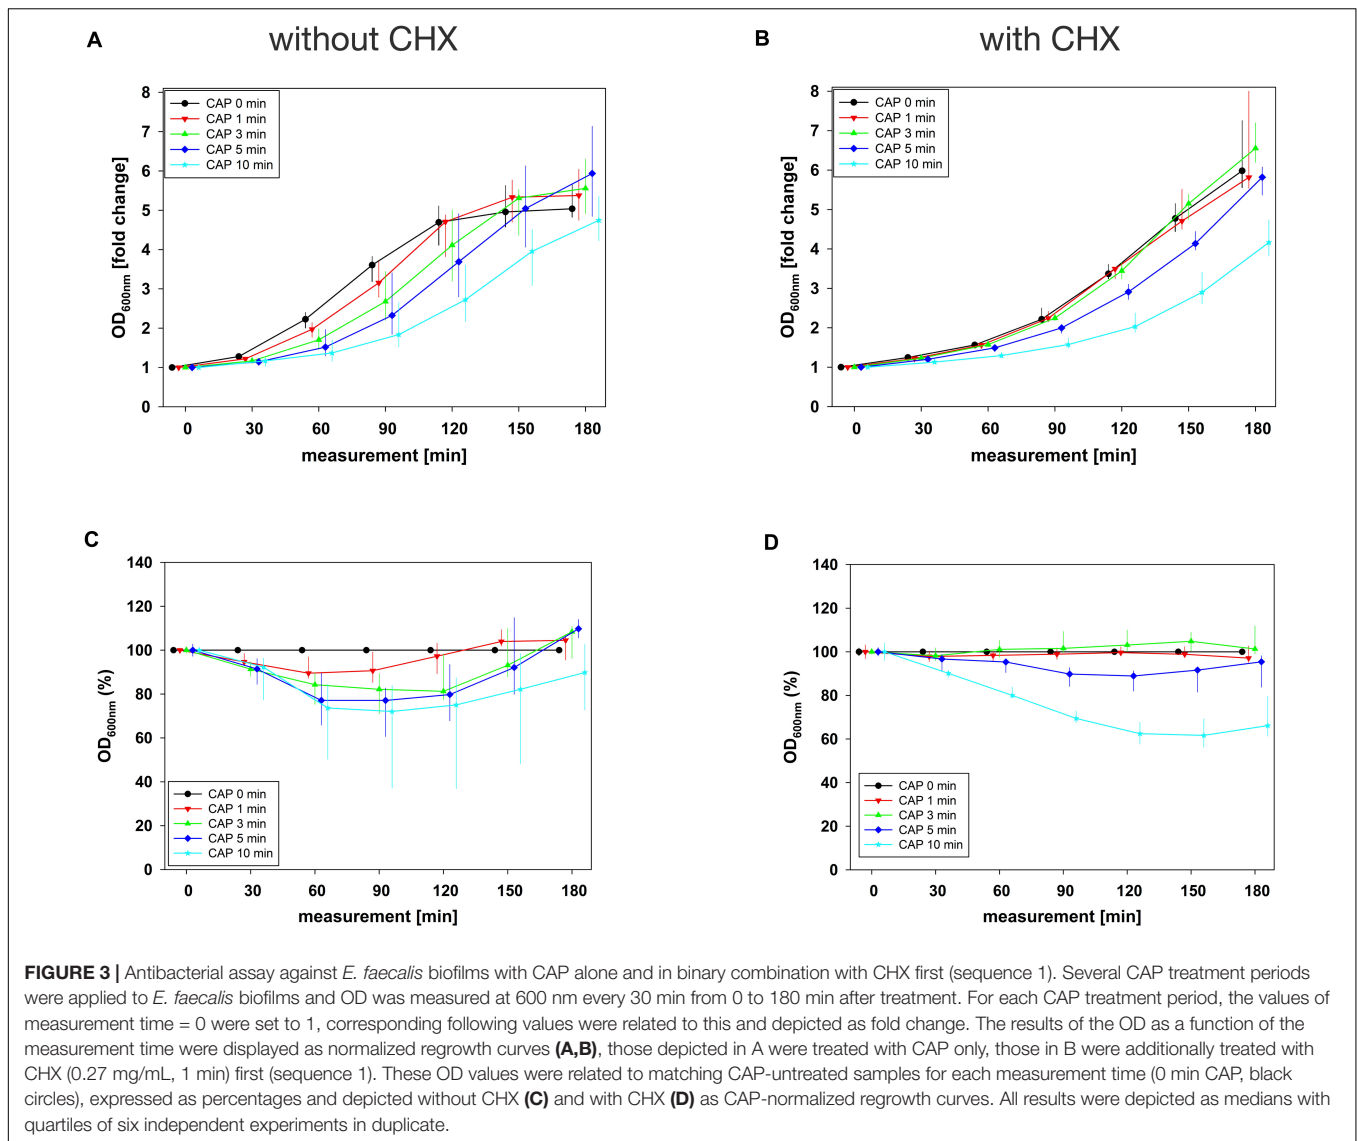 A
without CHX
B
with CHX
8
7
6
5
4
3
2
1
0
OD600nm [fold change]
CAP 0 min
CAP 1 min
CAP 3 min
CAP 5 min
CAP 10 min
0 30 60 90 120 150 180
measurement [min]
8
7
6
5
4
3
2
1
0
OD600nm [fold change]
CAP 0 min
CAP 1 min
CAP 3 min
CAP 5 min
CAP 10 min
0 30 60 90 120 150 180
measurement [min]
C
140
120
100
80
60
40
20
0
OD600nm (%)
CAP 0 min
CAP 1 min
CAP 3 min
CAP 5 min
CAP 10 min
0 30 60 90 120 150 180
measurement [min]
D
140
120
100
80
60
40
20
0
OD600nm (%)
CAP 0 min
CAP 1 min
CAP 3 min
CAP 5 min
CAP 10 min
0 30 60 90 120 150 180
measurement [min]
FIGURE 3 | Antibacterial assay against E. faecalis biofilms with CAP alone and in binary combination with CHX first (sequence 1). Several CAP treatment periods
were applied to E. faecalis biofilms and OD was measured at 600 nm every 30 min from 0 to 180 min after treatment. For each CAP treatment period, the values of
measurement time = 0 were set to 1, corresponding following values were related to this and depicted as fold change. The results of the OD as a function of the
measurement time were displayed as normalized regrowth curves (A,B), those depicted in A were treated with CAP only, those in B were additionally treated with
CHX (0.27 mg/mL, 1 min) first (sequence 1). These OD values were related to matching CAP-untreated samples for each measurement time (0 min CAP, black
circles), expressed as percentages and depicted without CHX (C) and with CHX (D) as CAP-normalized regrowth curves. All results were depicted as medians with
quartiles of six independent experiments in duplicate.